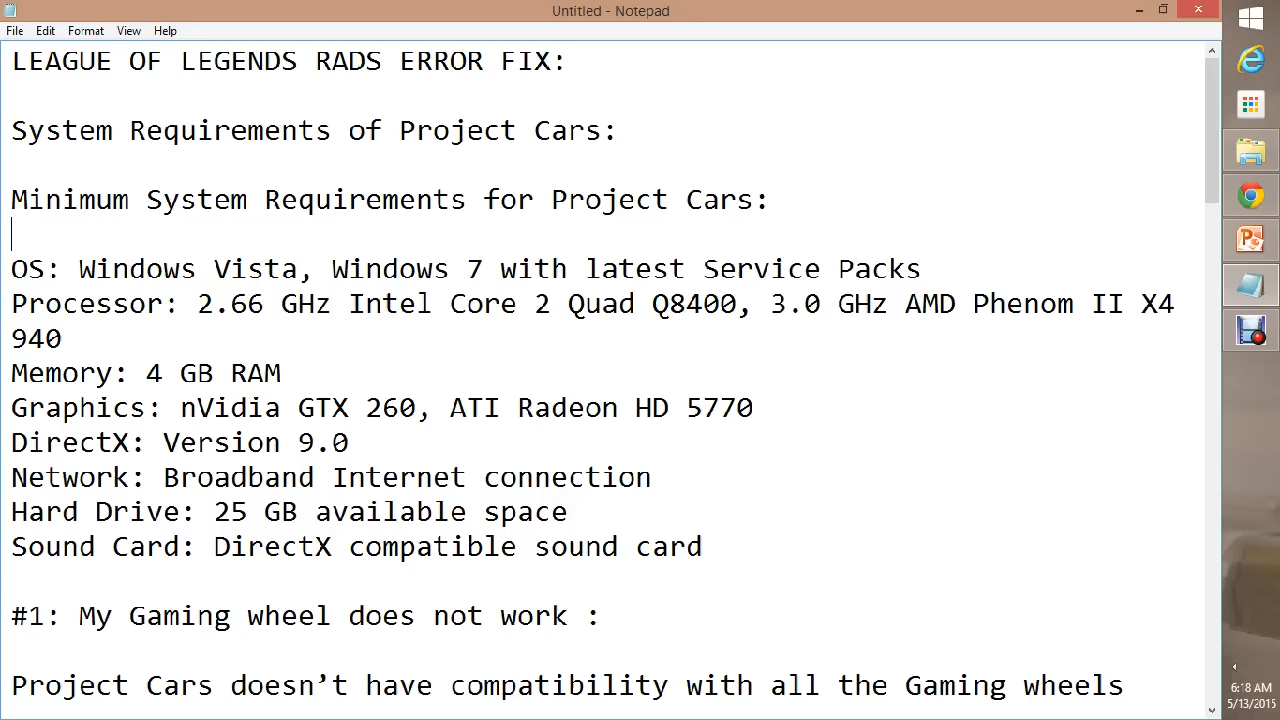 Untitled - Notepad
File Edit Format View Help
LEAGUE OF LEGENDS RADS ERROR FIX:
System Requirements of Project Cars:
Minimum System Requirements for Project Cars:
OS: Windows Vista, Windows 7 with latest Service Packs
Processor: 2.66 GHz Intel Core 2 Quad Q8400, 3.0 GHz AMD Phenom II X4
940
Memory: 4 GB RAM
Graphics: nVidia GTX 260, ATI Radeon HD 5770
DirectX: Version 9.0
Network: Broadband Internet connection
Hard Drive: 25 GB available space
Sound Card: DirectX compatible sound card
#1: My Gaming wheel does not work :
Project Cars doesn’t have compatibility with all the Gaming wheels
6:18 AM
5/13/2015